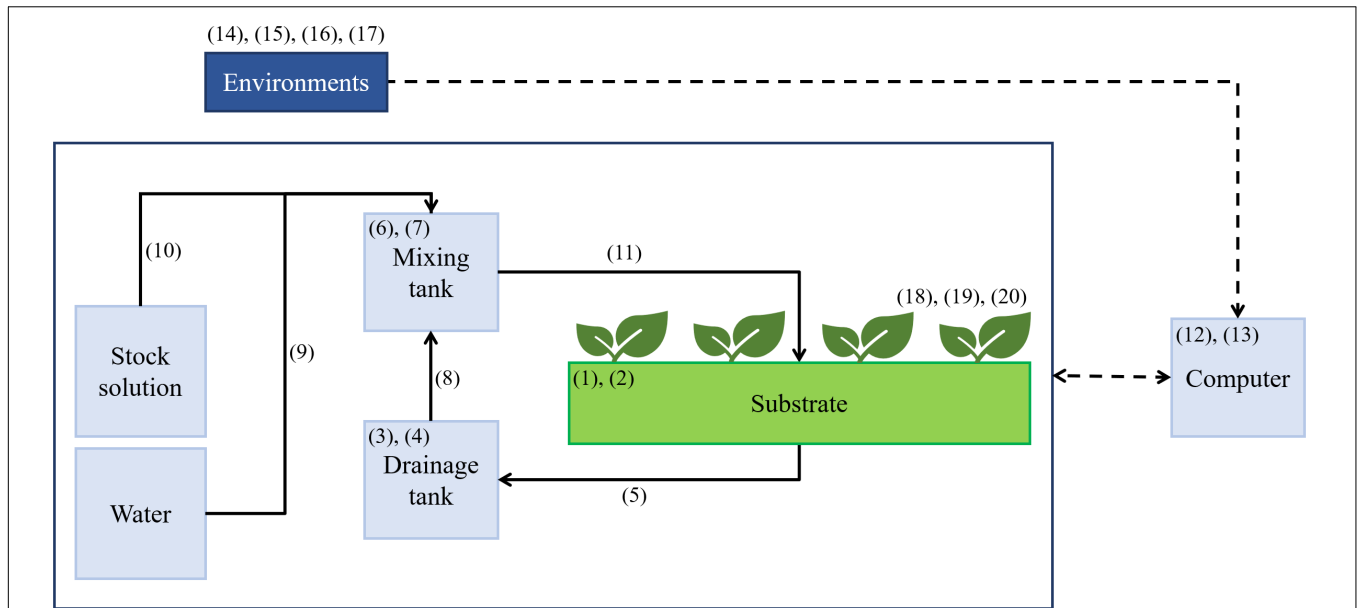 (14), (15), (16), (17)
Environments
(10)
(6), (7)
Mixing
tank
(11)
(18), (19), (20)
Stock
solution
(9)
(8)
(1), (2)
Substrate
(12), (13)
Computer
(3), (4)
Drainage
tank
(5)
Water